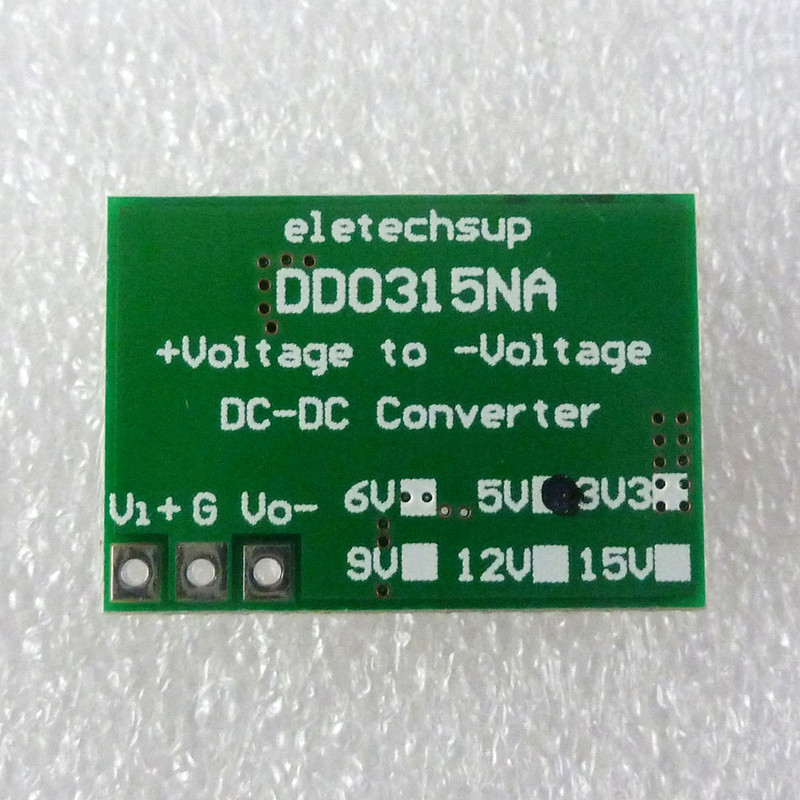 eletechsup
DD0315NA
+Voltage to -Voltage
DC-DC Converter
V1+ G Vo- 6V 5V 3V3
9V 12V 15V